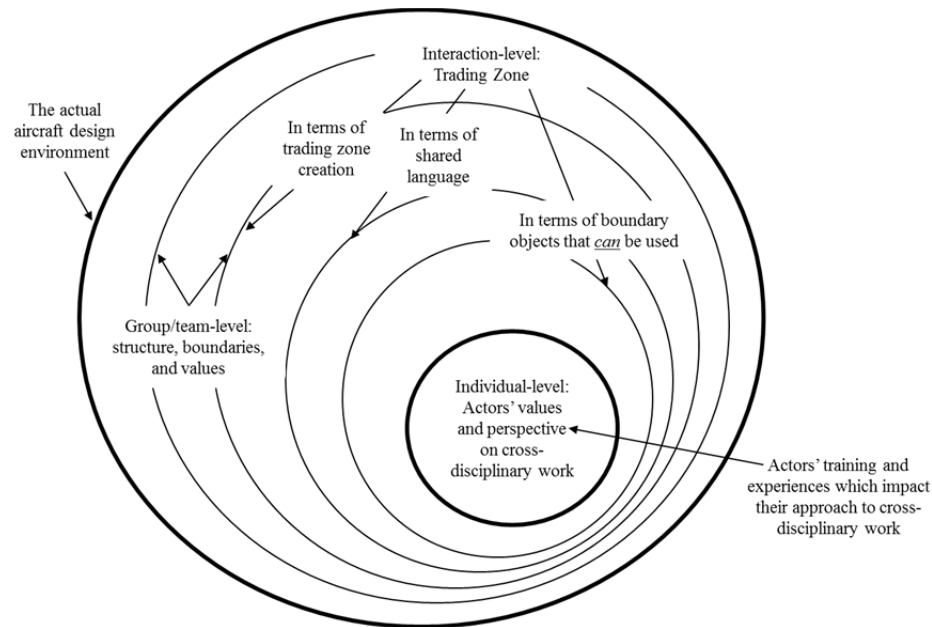 Interaction-level:
Trading Zone
The actual
aircraft design
environment
In terms of
trading zone
creation
In terms of
shared
language
In terms of boundary
objects that can be used
Group/team-level:
structure, boundaries,
and values
Individual-level:
Actors' values
and perspective
on cross-
disciplinary work
Actors' training and
experiences which impact
their approach to cross-
disciplinary work